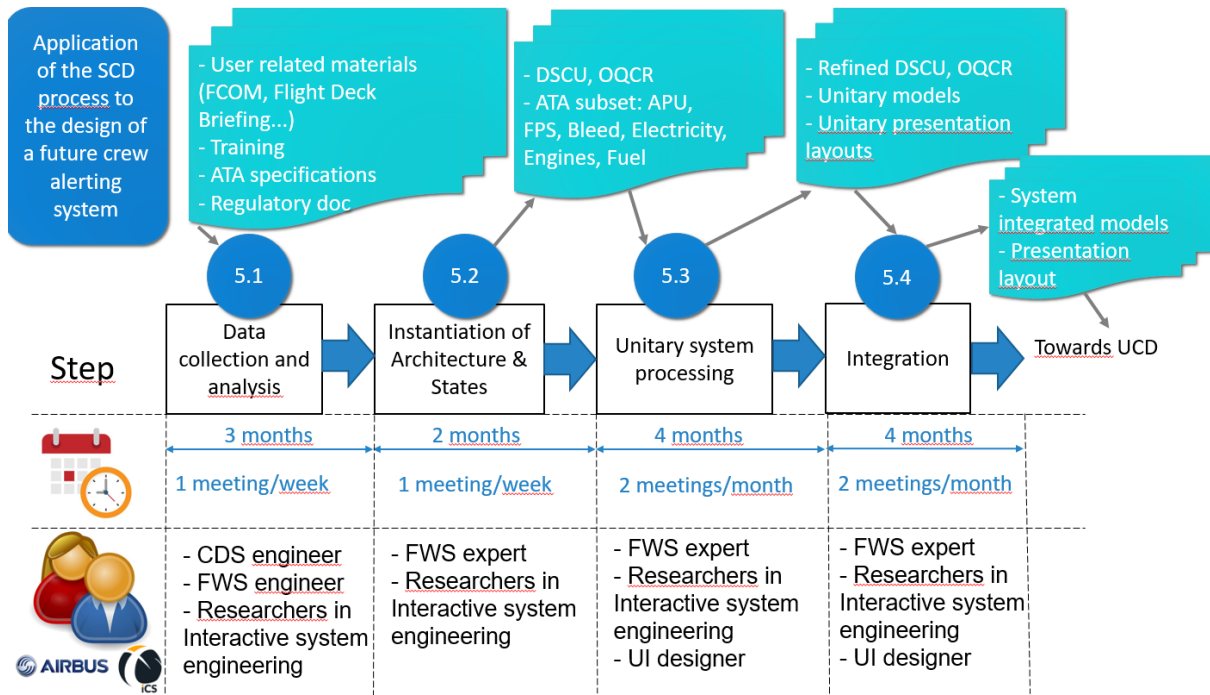 Application
of the SCD
process to
the design of
a future crew
alerting
system
- User related materials
(FCOM, Flight Deck
Briefing...)
- Training
- ATA specifications
- Regulatory doc
- DSCU, OQCR
- ATA subset: APU,
FPS, Bleed, Electricity,
Engines, Fuel
- Refined DSCU, OQCR
- Unitary models
- Unitary presentation
layouts
- System
integrated models
- Presentation
layout
5.1
5.2
5.3
5.4
Step
Data
collection and
analysis
Instantiation of
Architecture &
States
Unitary system
processing
Integration
Towards UCD
3 months
2 months
4 months
4 months
1 meeting/week
1 meeting/week
2 meetings/month
2 meetings/month
- CDS engineer
- FWS engineer
- Researchers in
Interactive system
engineering
- FWS expert
- Researchers in
Interactive system
engineering
- FWS expert
- Researchers in
Interactive system
engineering
- UI designer
- FWS expert
- Researchers in
Interactive system
engineering
- UI designer
AIRBUS
ICS